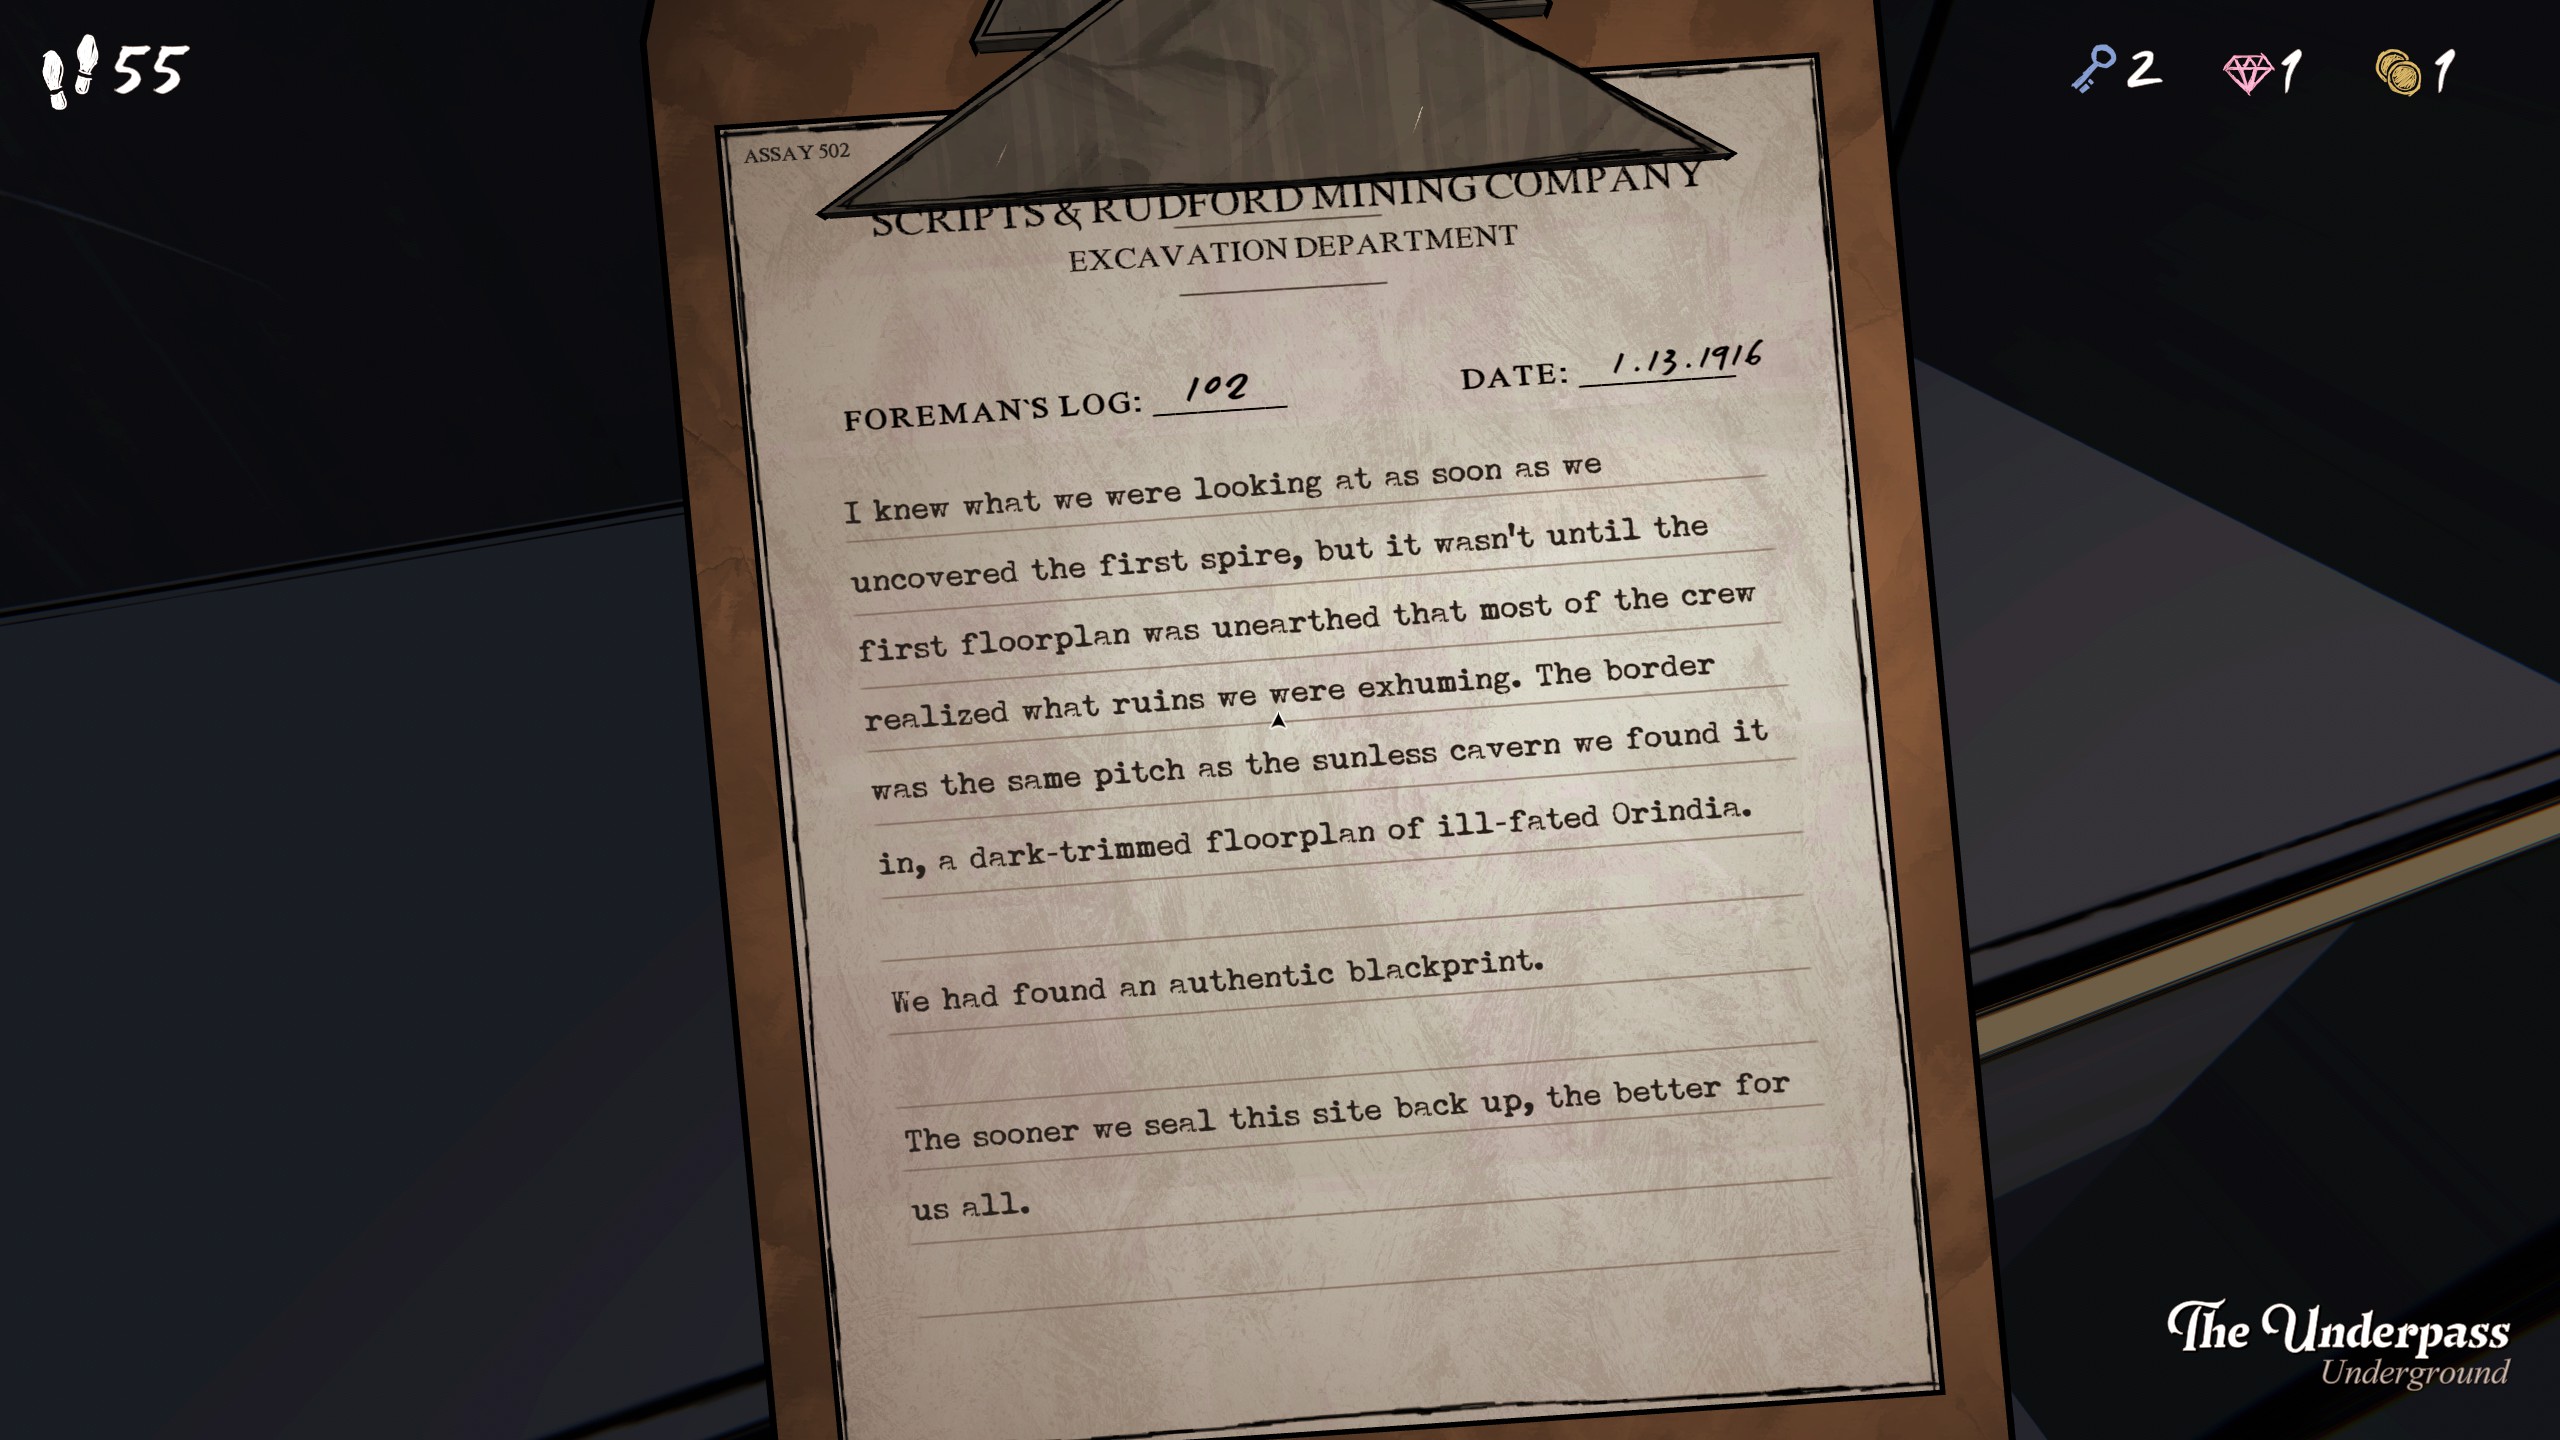 55
2
1
1
ASSAY 502
SCRIPTS & RUDFORD MINING COMPANY
EXCAVATION DEPARTMENT
FOREMAN`S LOG: 102
DATE: 1.13.1916
I knew what we were looking at as soon as we
uncovered the first spire, but it wasn't until the
first floorplan was unearthed that most of the crew
realized what ruins we were exhuming. The border
was the same pitch as the sunless cavern we found it
in, a dark-trimmed floorplan of ill-fated Orindia.
We had found an authentic blackprint.
The sooner we seal this site back up, the better for
us all.
The Underpass
Underground